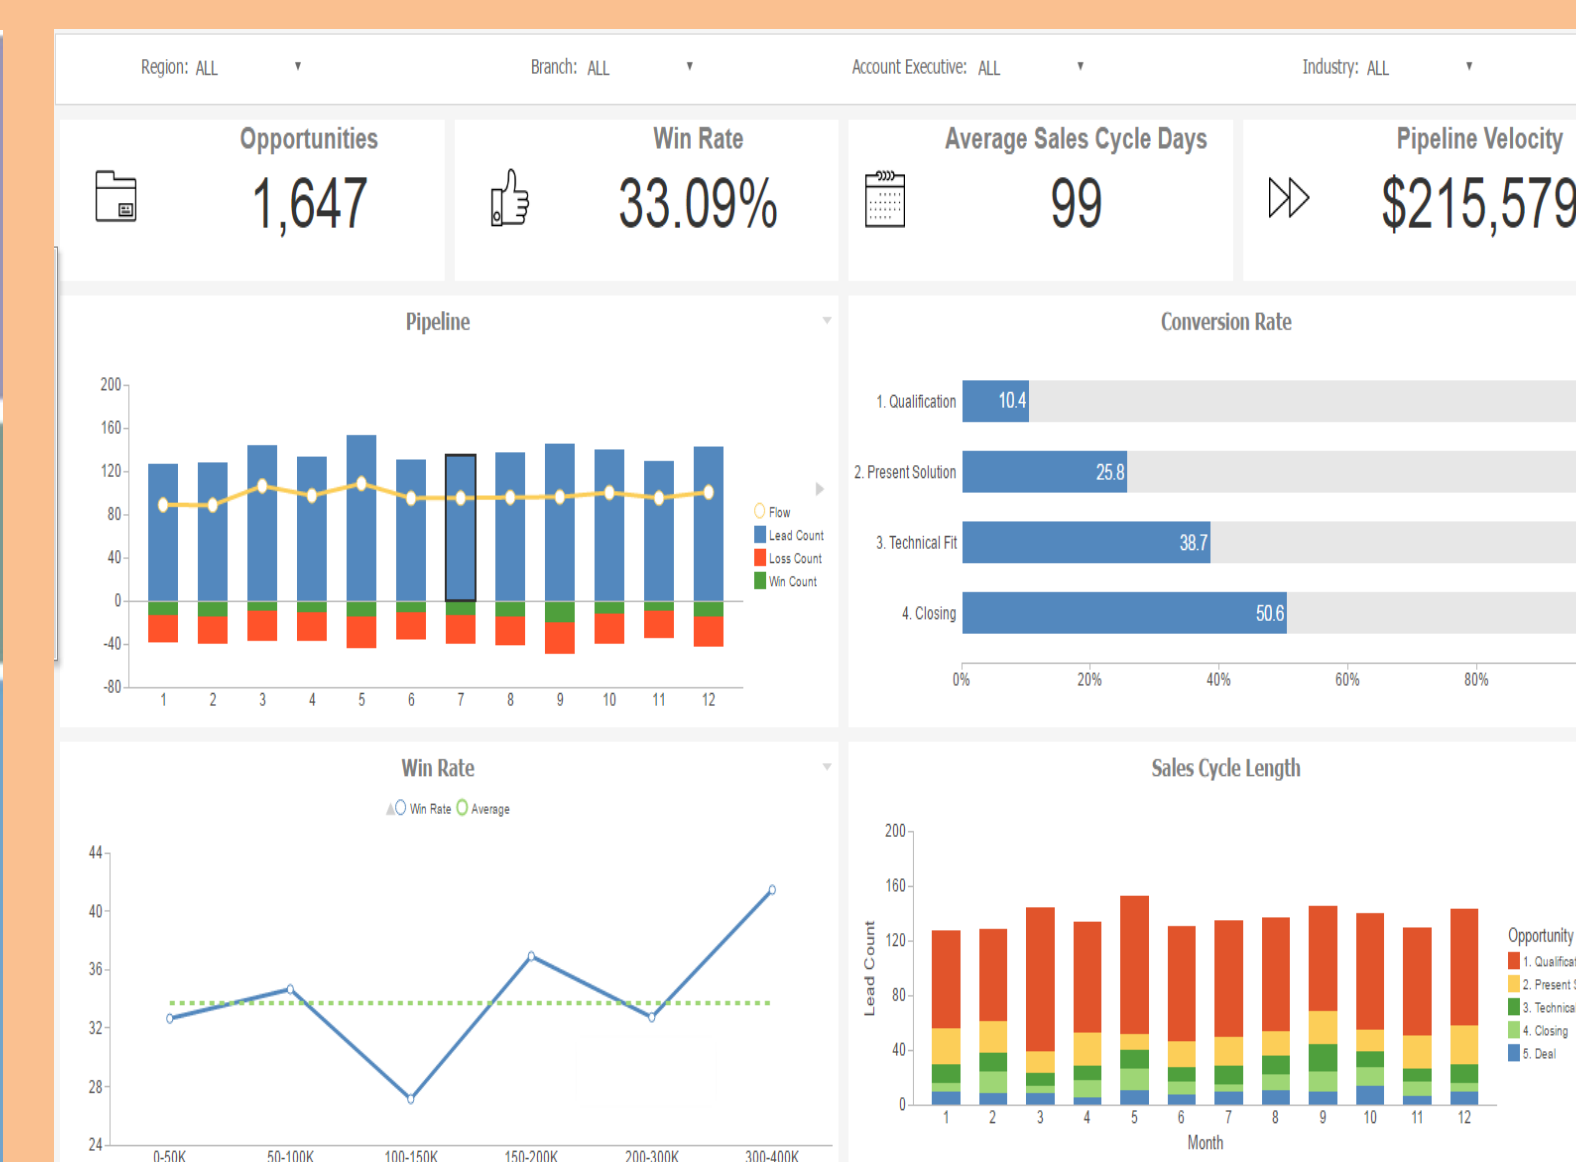 Region: ALL
Branch: ALL
Account Executive: ALL
Industry: ALL
Opportunities
1,647
Win Rate
33.09%
Average Sales Cycle Days
99
Pipeline Velocity
$215,579
Pipeline
200
160
120
80
40
0
-40
-80
1 2 3 4 5 6 7 8 9 10 11 12
Flow
Lead Count
Loss Count
Win Count
Conversion Rate
1. Qualification 10.4
2. Present Solution 25.8
3. Technical Fit 38.7
4. Closing 50.6
0% 20% 40% 60% 80%
Win Rate
Win Rate Average
44
40
36
32
28
24
0-50K 50-100K 100-150K 150-200K 200-300K 300-400K
Sales Cycle Length
Lead Count
200
160
120
80
40
0
1 2 3 4 5 6 7 8 9 10 11 12
Month
Opportunity
1. Qualificat
2. Present S
3. Technical
4. Closing
5. Deal